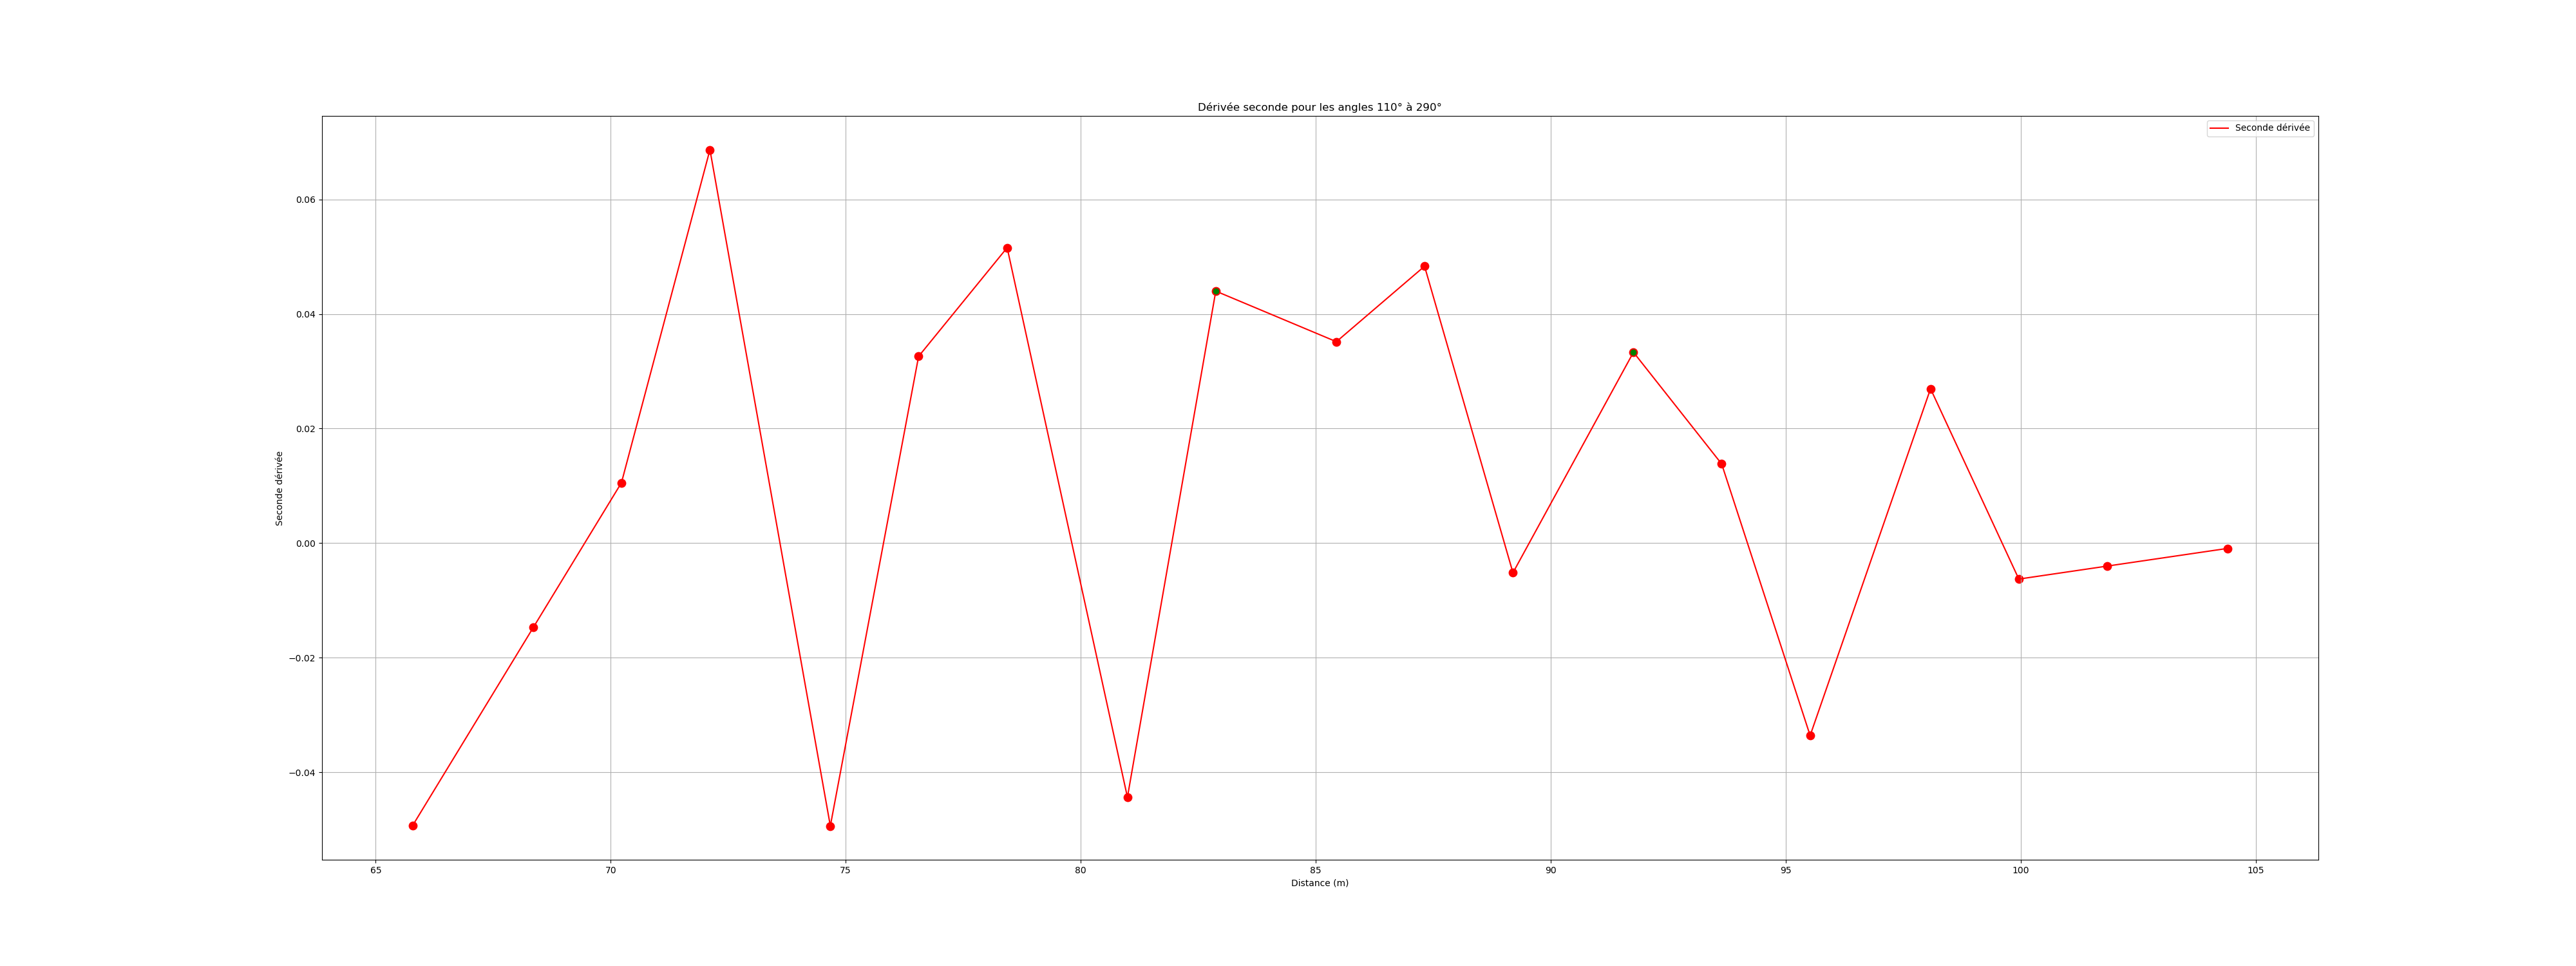 Dérivée seconde pour les angles 110° à 290°
Seconde dérivée
0.06
0.04
0.02
0.00
−0.02
−0.04
Seconde dérivée
65 70 75 80 85 90 95 100 105
Distance (m)